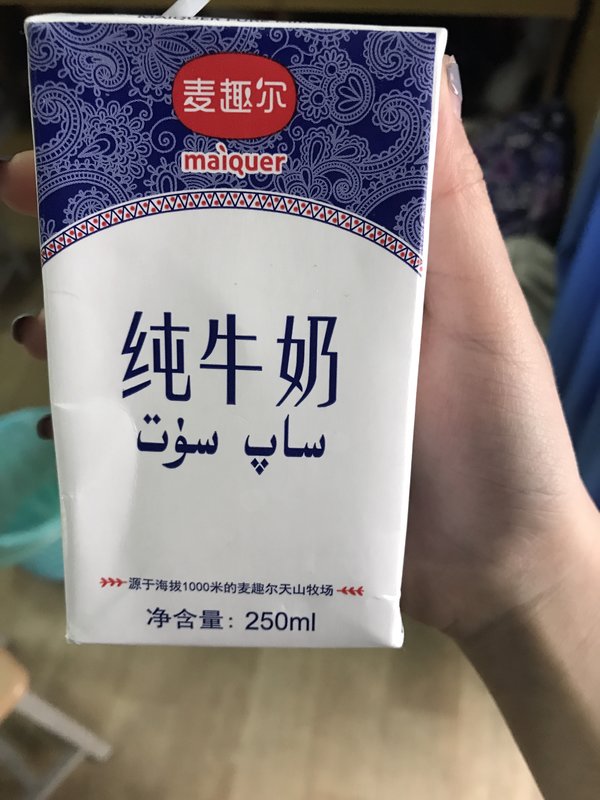 麦趣尔
maìquer
纯牛奶
ساپ سۈت
源于海拔1000米的麦趣尔天山牧场
净含量：250ml